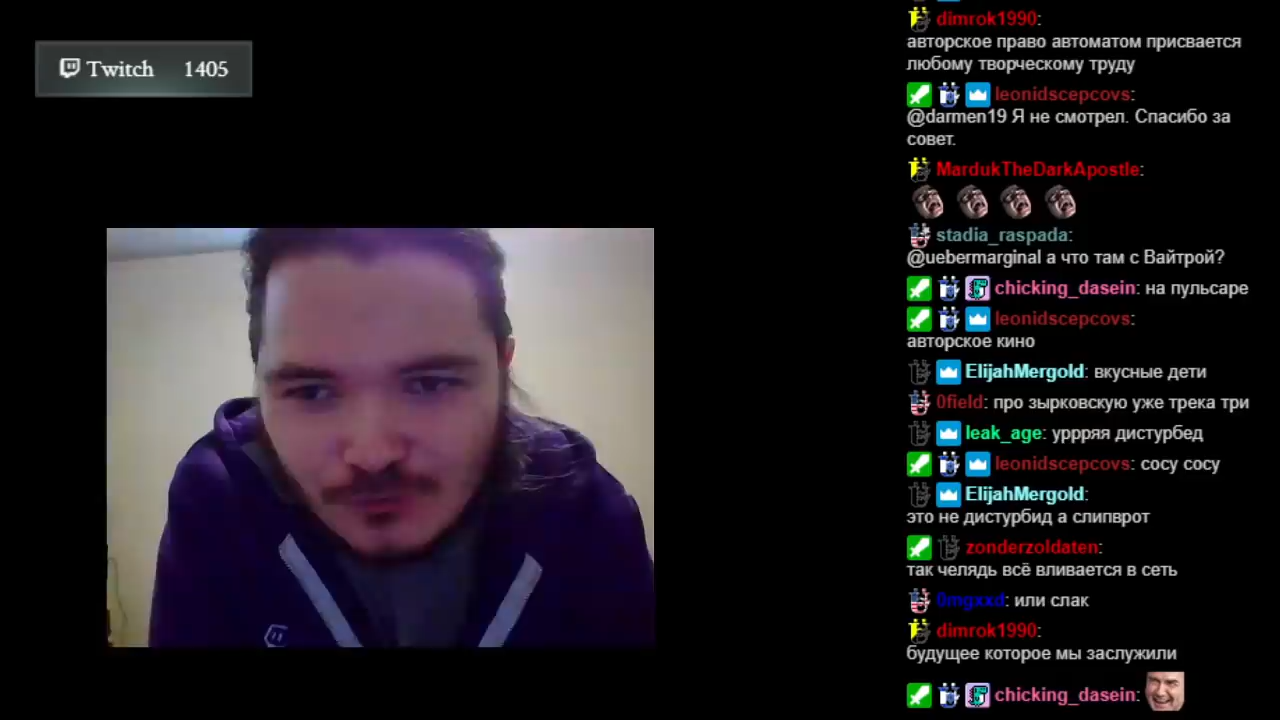 Twitch 1405
dimrok1990:
авторское право автоматом присвается
любому творческому труду
leonidscepcovs:
@darmen19 Я не смотрел. Спасибо за
совет.
MardukTheDarkApostle:
stadia_raspada:
@uebermarginal а что там с Вайтрой?
chicking_dasein: на пульсаре
leonidscepcovs:
авторское кино
ElijahMergold: вкусные дети
0field: про зырковскую уже трека три
leak_age: уррряя дистурбед
leonidscepcovs: сосу сосу
ElijahMergold:
это не дистурбид а слипврот
zonderzoldaten:
так челядь всё вливается в сеть
0mgxxd: или слак
dimrok1990:
будущее которое мы заслужили
chicking_dasein: